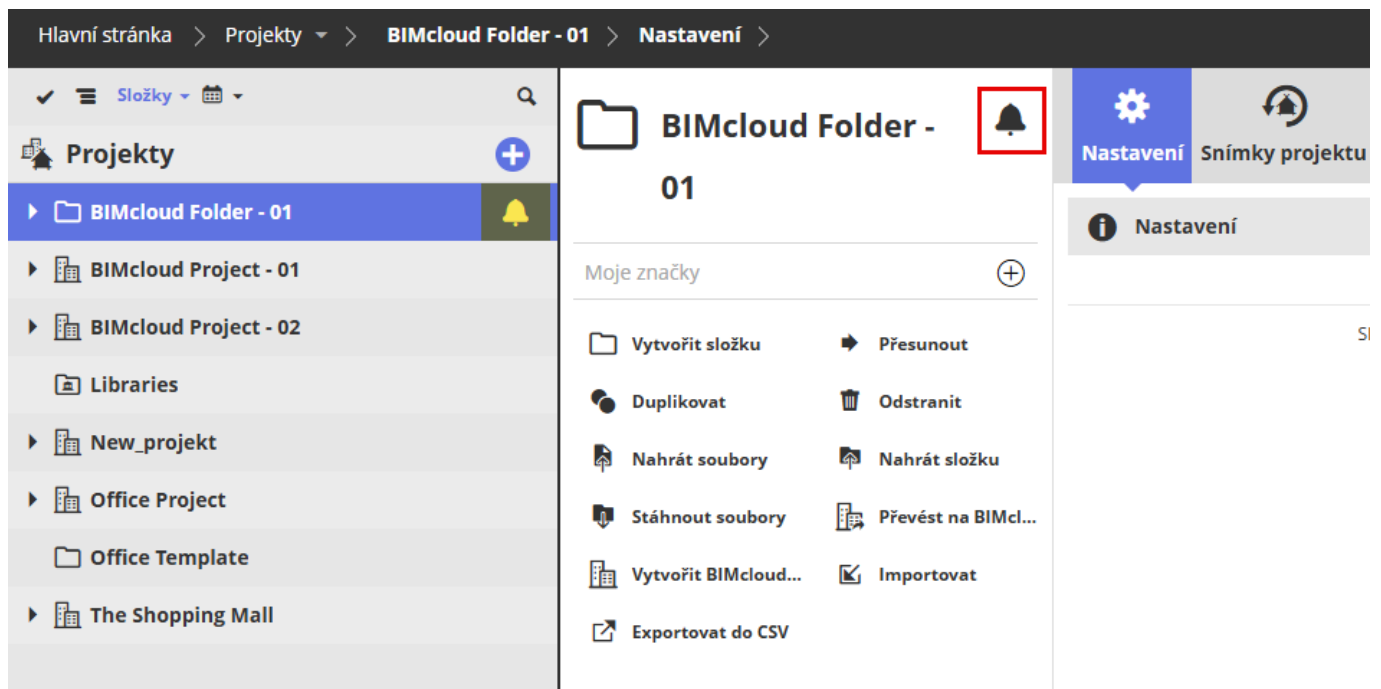 Hlavní stránka > Projekty > BIMcloud Folder - 01 > Nastavení >
Složky
Projekty
BIMcloud Folder - 01
BIMcloud Project - 01
BIMcloud Project - 02
Libraries
New_projekt
Office Project
Office Template
The Shopping Mall
BIMcloud Folder -
01
Moje značky
Vytvořit složku
Přesunout
Duplikovat
Odstranit
Nahrát soubory
Nahrát složku
Stáhnout soubory
Převést na BIMcl...
Vytvořit BIMcloud...
Importovat
Exportovat do CSV
Nastavení
Snímky projektu
Nastavení